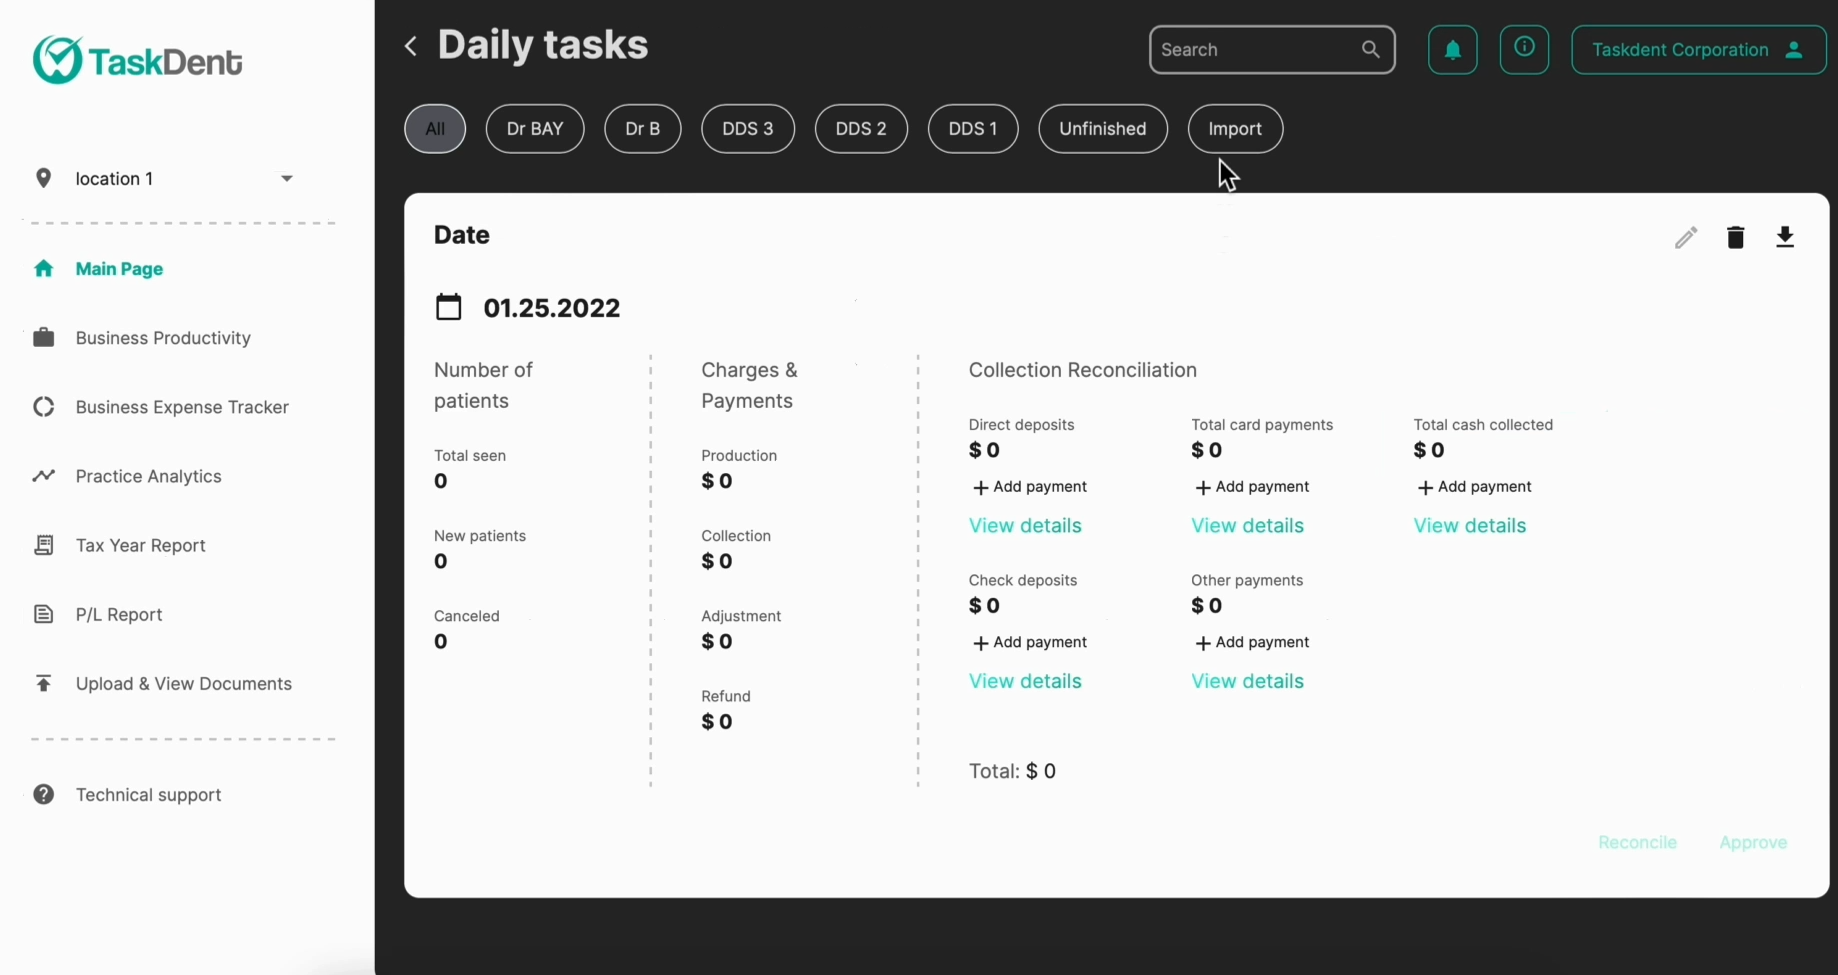 TaskDent
location 1
Main Page
Business Productivity
Business Expense Tracker
Practice Analytics
Tax Year Report
P/L Report
Upload & View Documents
Technical support
Daily tasks
Search
Taskdent Corporation
All
Dr BAY
Dr B
DDS 3
DDS 2
DDS 1
Unfinished
Import
Date
01.25.2022
Number of
patients
Total seen
0
New patients
0
Canceled
0
Charges &
Payments
Production
$ 0
Collection
$ 0
Adjustment
$ 0
Refund
$ 0
Collection Reconciliation
Direct deposits
$ 0
+ Add payment
View details
Total card payments
$ 0
+ Add payment
View details
Total cash collected
$ 0
+ Add payment
View details
Check deposits
$ 0
+ Add payment
View details
Other payments
$ 0
+ Add payment
View details
Total: $ 0
Reconcile
Approve